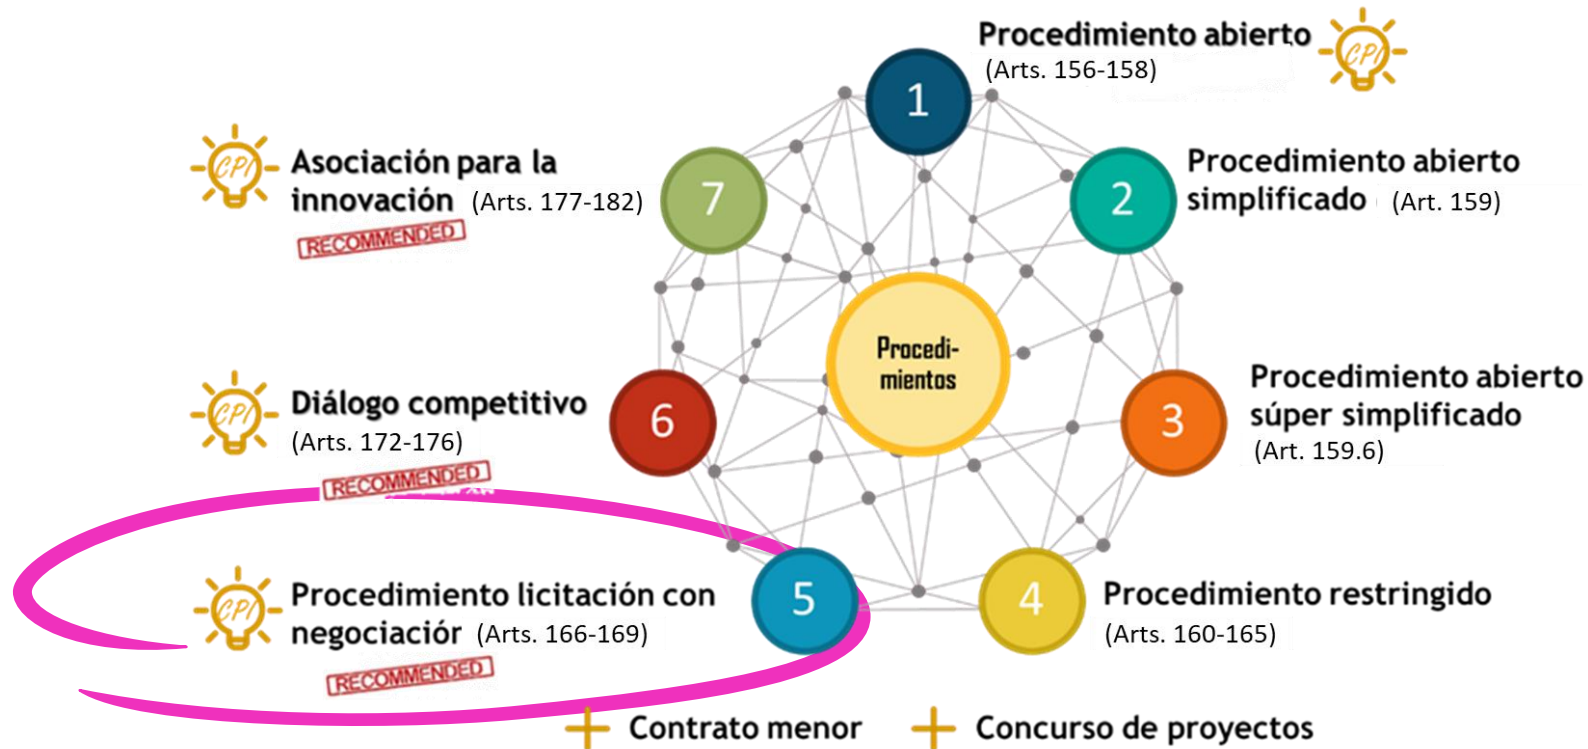 Procedimiento abierto
(Arts. 156-158)
CPI
1
Procedimiento abierto
simplificado (Art. 159)
2
Procedimiento abierto
súper simplificado
(Art. 159.6)
3
Procedimiento restringido
(Arts. 160-165)
4
CPI
Procedimiento licitación con
negociaciór (Arts. 166-169)
RECOMMENDED
5
CPI
Diálogo competitivo
(Arts. 172-176)
RECOMMENDED
6
CPI
Asociación para la
innovación (Arts. 177-182)
RECOMMENDED
7
Procedi-
mientos
+ Contrato menor
+ Concurso de proyectos